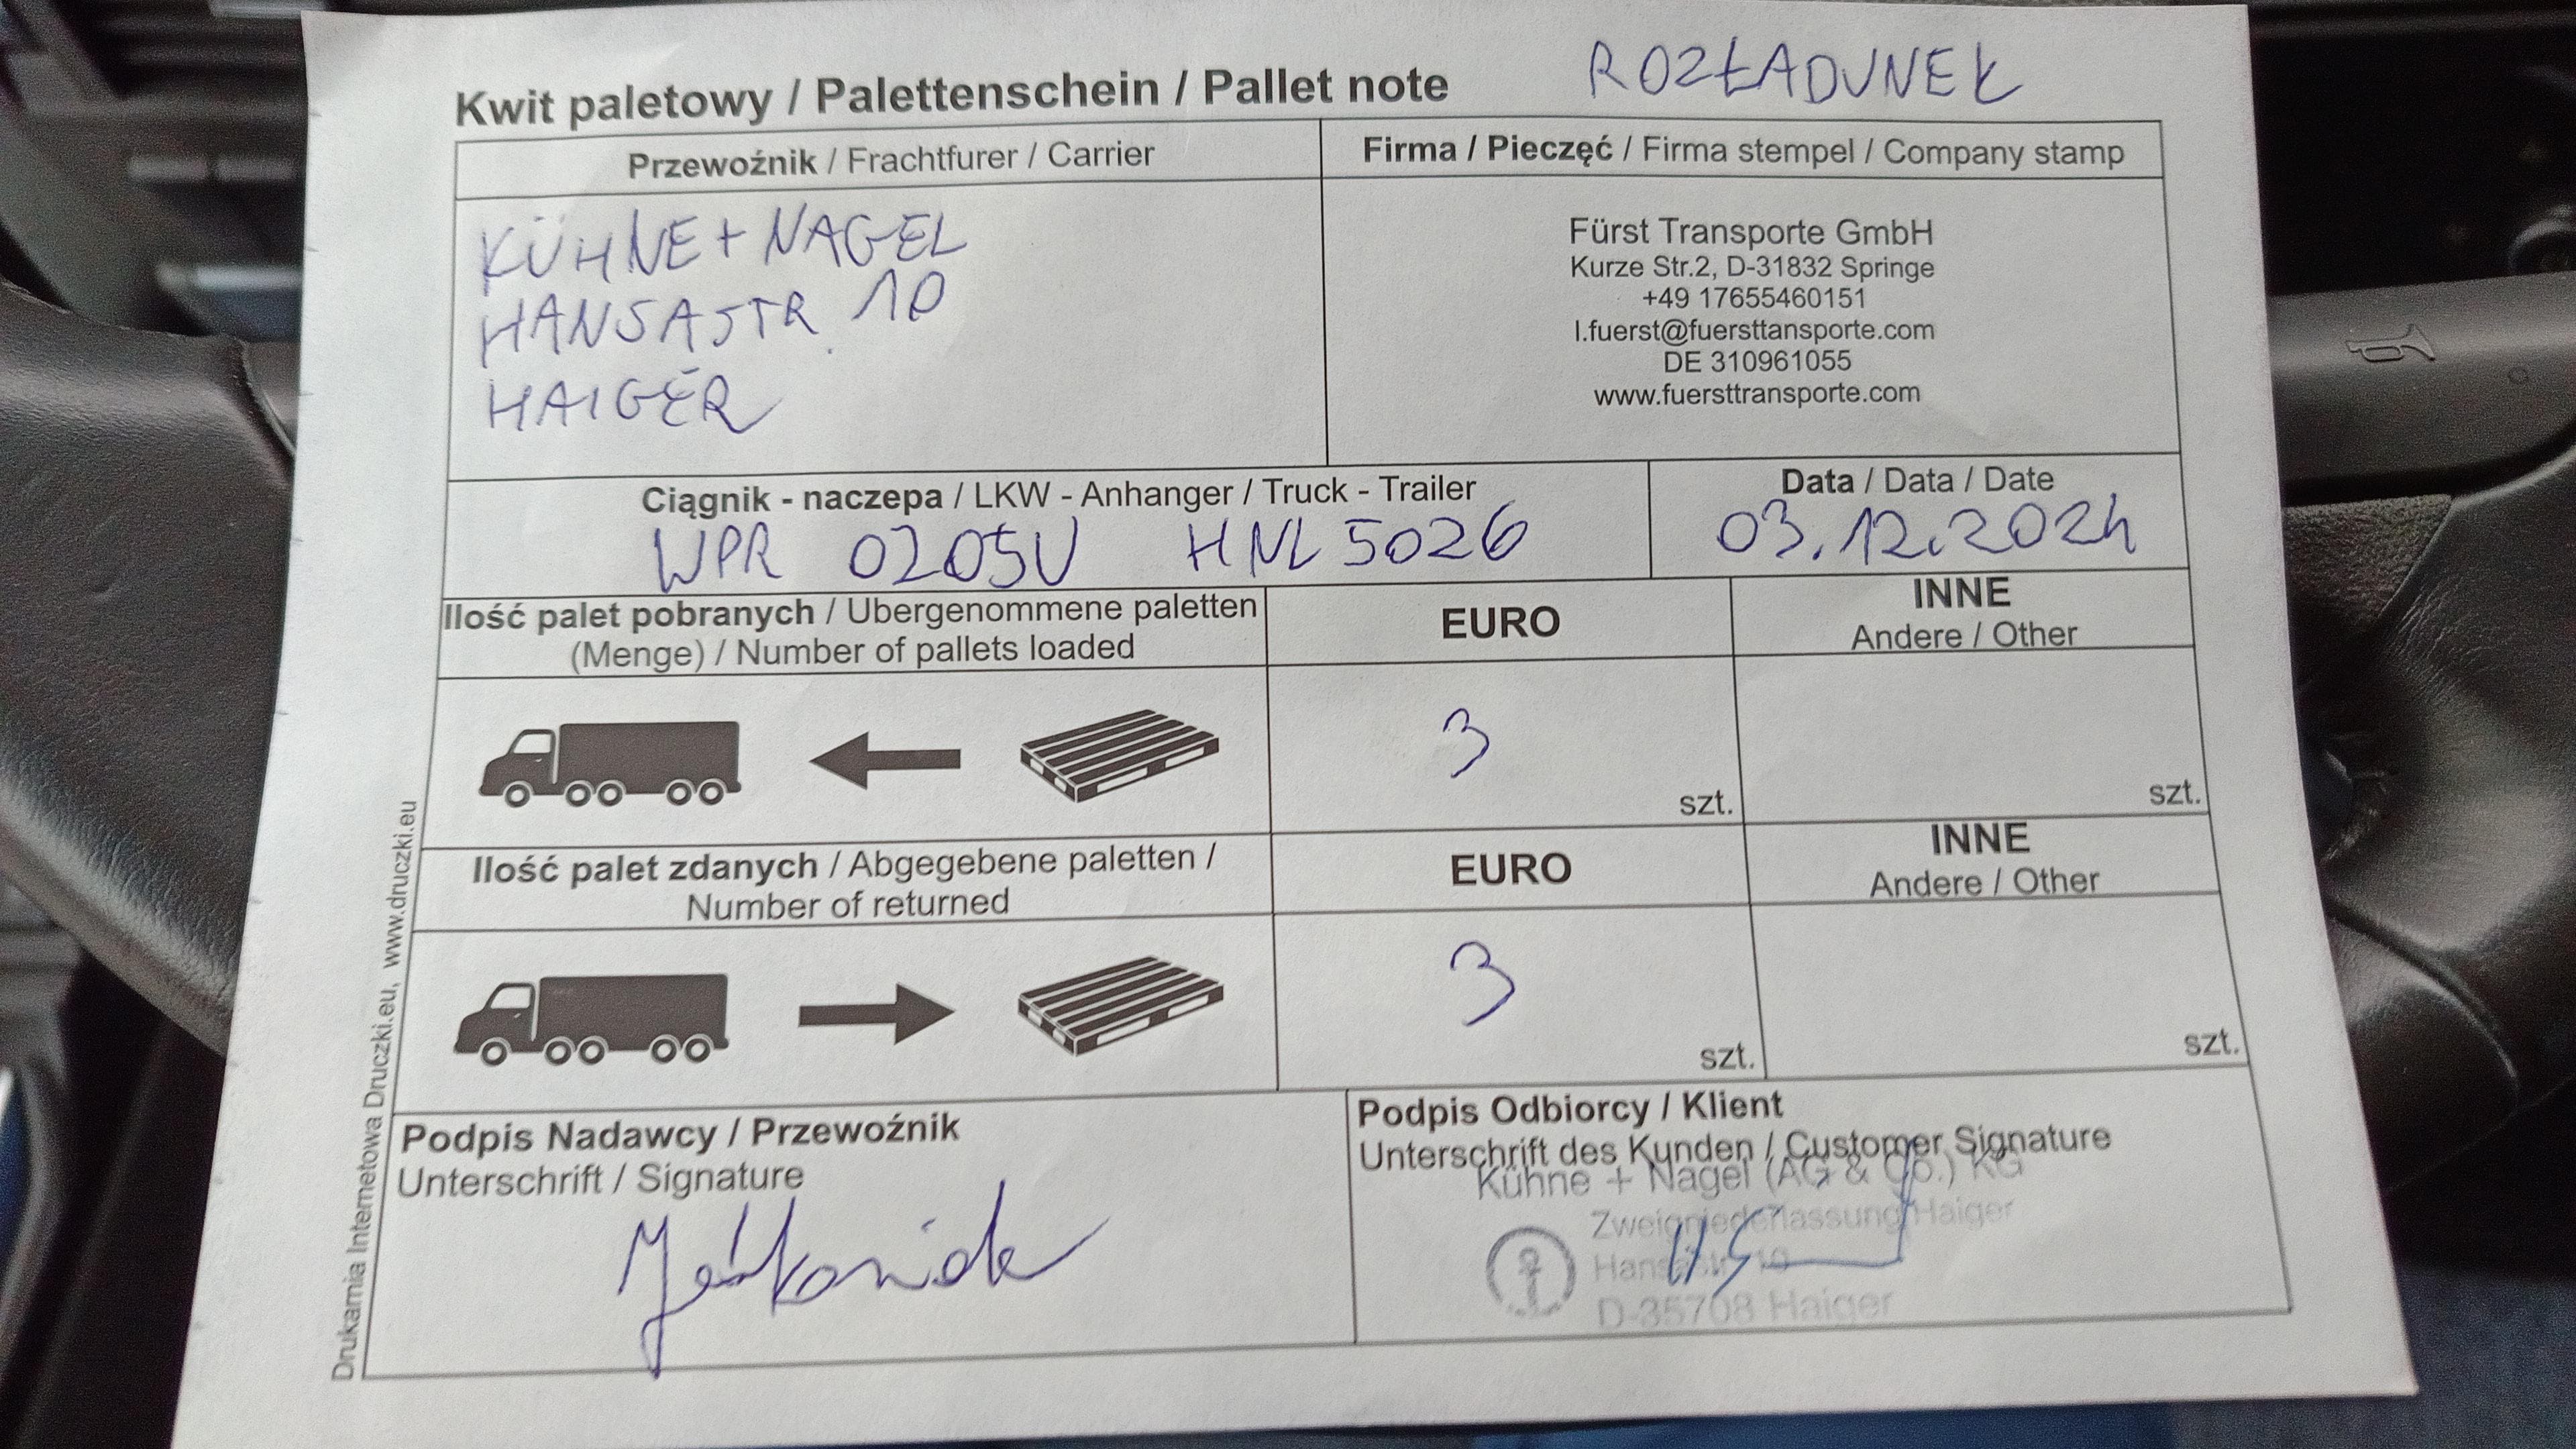 Kwit paletowy / Palettenschein / Pallet note
ROZŁADUNEK
Przewoźnik / Frachtfurer / Carrier
KÜHNE + NAGEL
HANSASTR 10
HAIGER
Firma / Pieczęć / Firma stempel / Company stamp
Fürst Transporte GmbH
Kurze Str.2, D-31832 Springe
+49 17655460151
l.fuerst@fuersttansporte.com
DE 310961055
www.fuersttransporte.com
Ciągnik - naczepa / LKW - Anhanger / Truck - Trailer
WPR 0205V HNL 5026
Data / Data / Date
03.12.2024
Ilość palet pobranych / Ubergenommene paletten
(Menge) / Number of pallets loaded
EURO
INNE
Andere / Other
3
szt.
szt.
Ilość palet zdanych / Abgegebene paletten /
Number of returned
EURO
INNE
Andere / Other
3
szt.
szt.
Podpis Nadawcy / Przewoźnik
Unterschrift / Signature
Podpis Odbiorcy / Klient
Unterschrift des Kunden / Customer Signature
Kühne + Nagel (AG & Co.) KG
Zweigniederlassung Haiger
Hansastr. 10
D-35708 Haiger
Drukarnia Internetowa Druczki.eu, www.druczki.eu